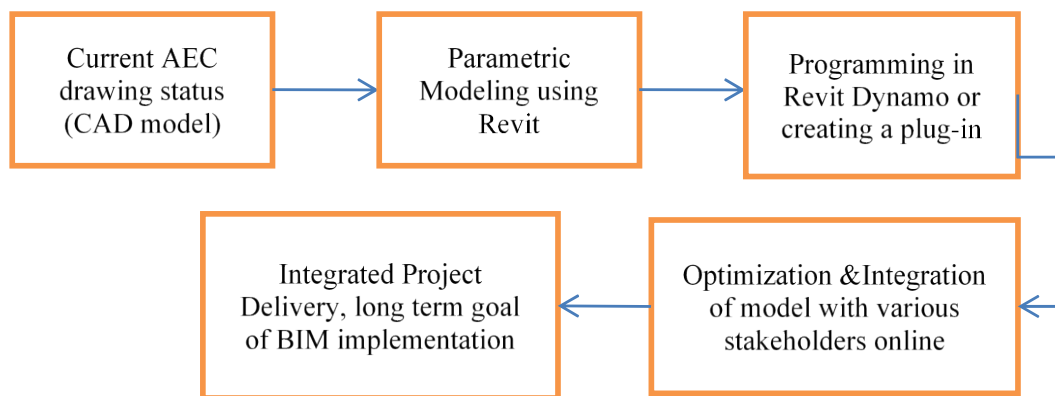 Current AEC
drawing status
(CAD model)
Parametric
Modeling using
Revit
Programming in
Revit Dynamo or
creating a plug-in
Optimization &Integration
of model with various
stakeholders online
Integrated Project
Delivery, long term goal
of BIM implementation